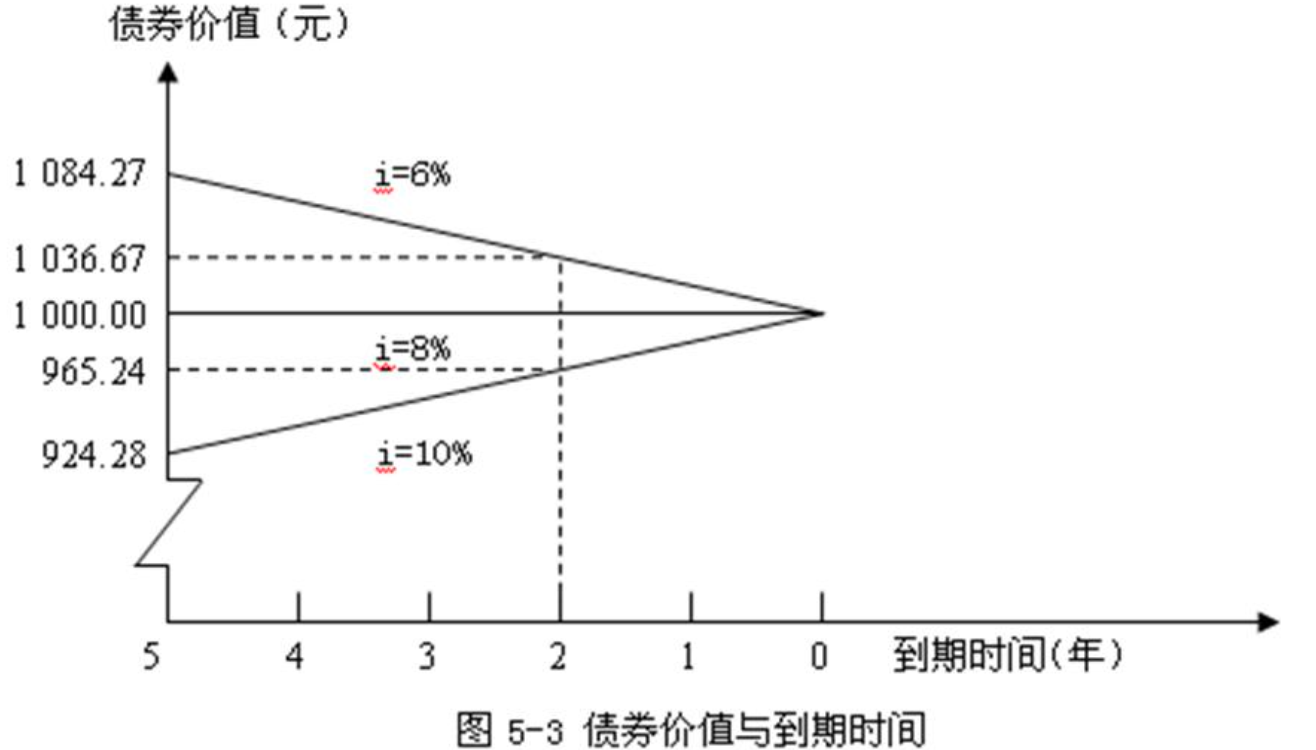 债券价值（元）
1 084.27
i=6%
1 036.67
1 000.00
i=8%
965.24
924.28
i=10%
5 4 3 2 1 0 到期时间(年)
图 5-3 债券价值与到期时间